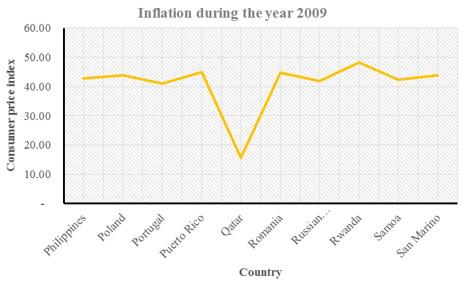 Inflation during the year 2009
Consumer price index
60.00
50.00
40.00
30.00
20.00
10.00
-
Philippines
Poland
Portugal
Puerto Rico
Qatar
Romania
Russian…
Rwanda
Samoa
San Marino
Country